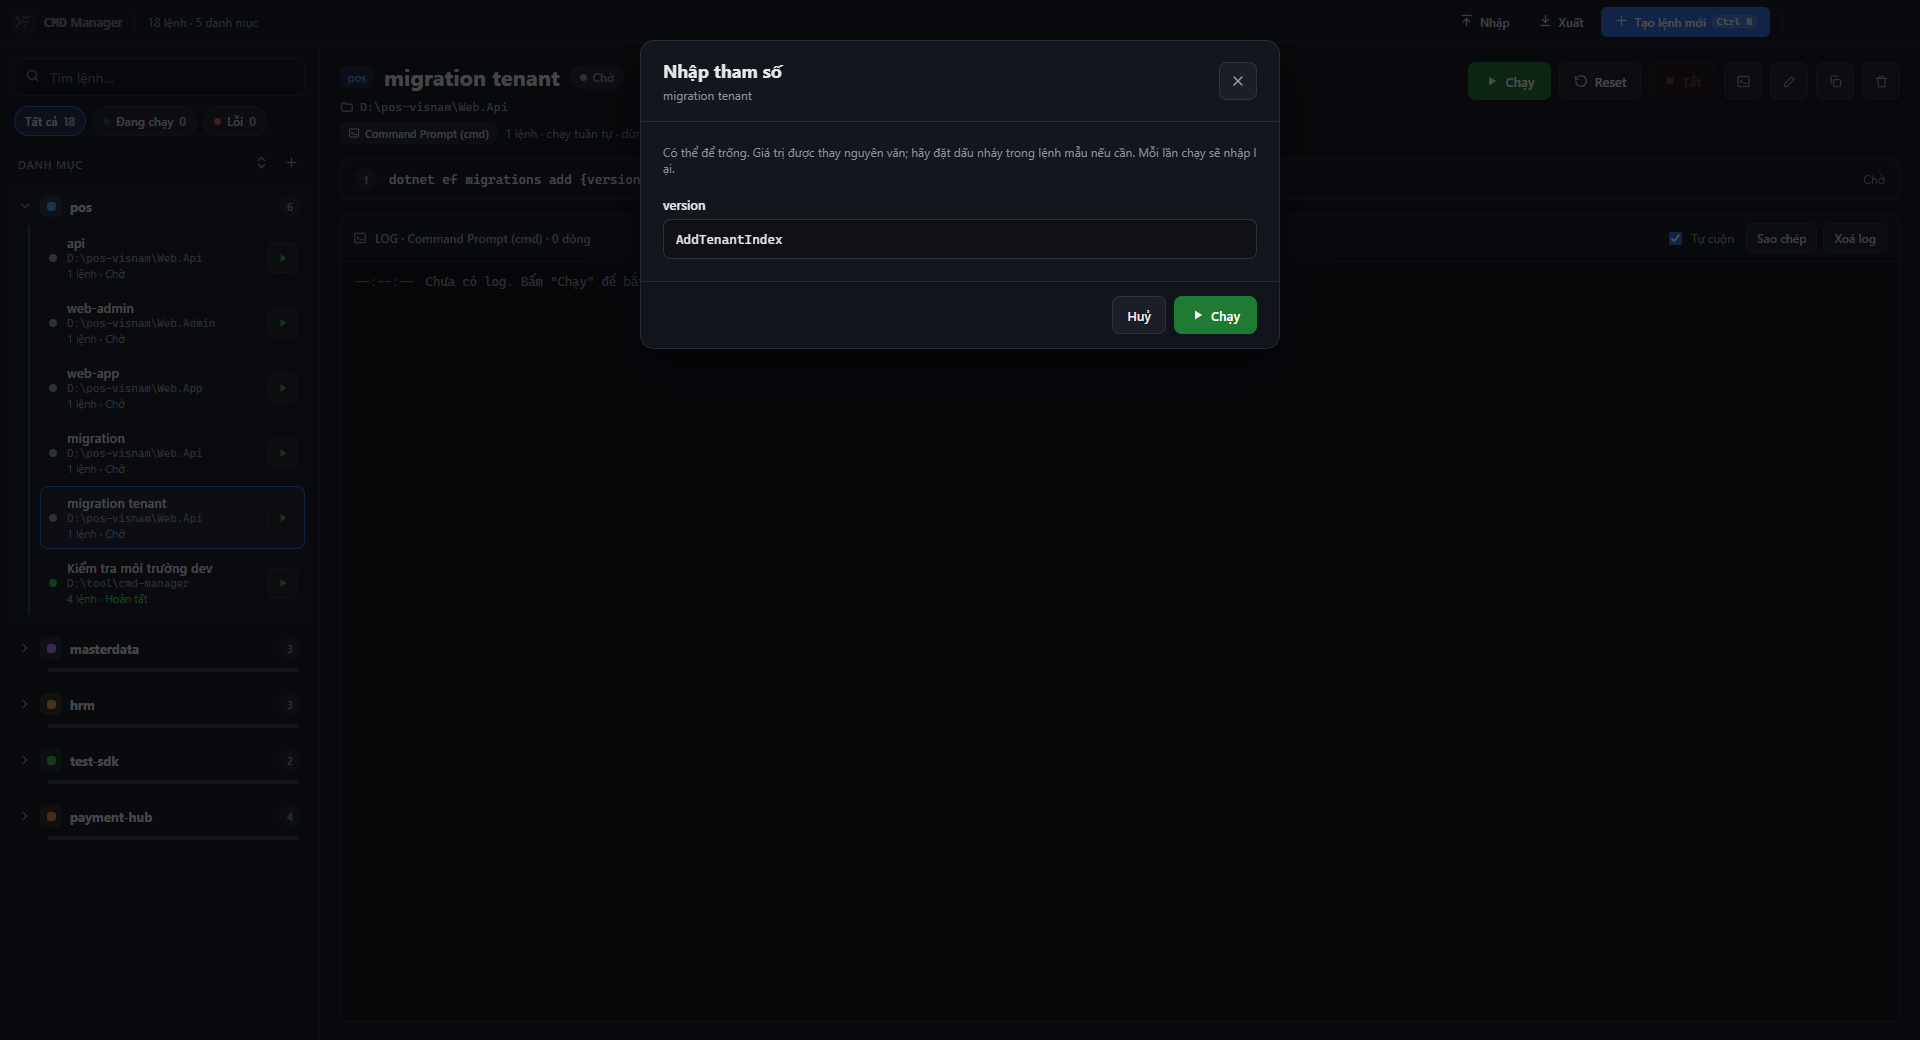 CMD Manager
18 lệnh · 5 danh mục
Nhập
Xuất
Tạo lệnh mới Ctrl N
Tìm lệnh...
Tất cả 18
Đang chạy 0
Lỗi 0
DANH MỤC
pos
6
api
D:\pos-visnam\Web.Api
1 lệnh · Chờ
web-admin
D:\pos-visnam\Web.Admin
1 lệnh · Chờ
web-app
D:\pos-visnam\Web.App
1 lệnh · Chờ
migration
D:\pos-visnam\Web.Api
1 lệnh · Chờ
migration tenant
D:\pos-visnam\Web.Api
1 lệnh · Chờ
Kiểm tra môi trường dev
D:\tool\cmd-manager
4 lệnh · Hoàn tất
masterdata
3
hrm
3
test-sdk
2
payment-hub
4
pos
migration tenant
Chờ
D:\pos-visnam\Web.Api
Command Prompt (cmd)
1 lệnh · chạy tuần tự · dừn
Chạy
Reset
Tắt
1
dotnet ef migrations add {version
Chờ
LOG · Command Prompt (cmd) · 0 dòng
Tự cuộn
Sao chép
Xoá log
--:--:-- Chưa có log. Bấm "Chạy" để bắ
Nhập tham số
migration tenant
Có thể để trống. Giá trị được thay nguyên văn; hãy đặt dấu nháy trong lệnh mẫu nếu cần. Mỗi lần chạy sẽ nhập l
ại.
version
AddTenantIndex
Huỷ
Chạy